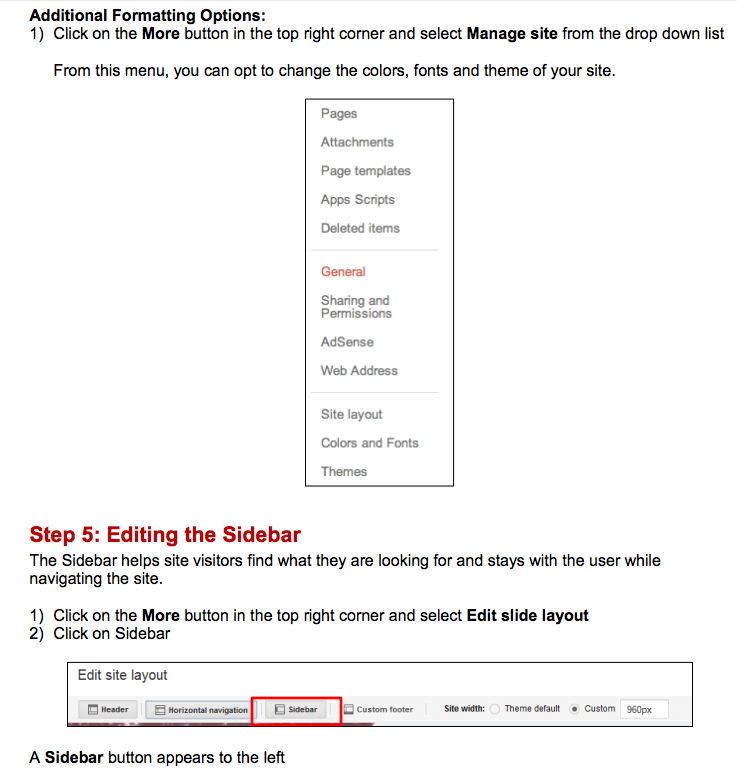 Additional Formatting Options:
1) Click on the More button in the top right corner and select Manage site from the drop down list
From this menu, you can opt to change the colors, fonts and theme of your site.
Pages
Attachments
Page templates
Apps Scripts
Deleted items
General
Sharing and
Permissions
AdSense
Web Address
Site layout
Colors and Fonts
Themes
Step 5: Editing the Sidebar
The Sidebar helps site visitors find what they are looking for and stays with the user while
navigating the site.
1) Click on the More button in the top right corner and select Edit slide layout
2) Click on Sidebar
Edit site layout
Header Horizontal navigation Sidebar Custom footer Site width: Theme default Custom 960px
A Sidebar button appears to the left